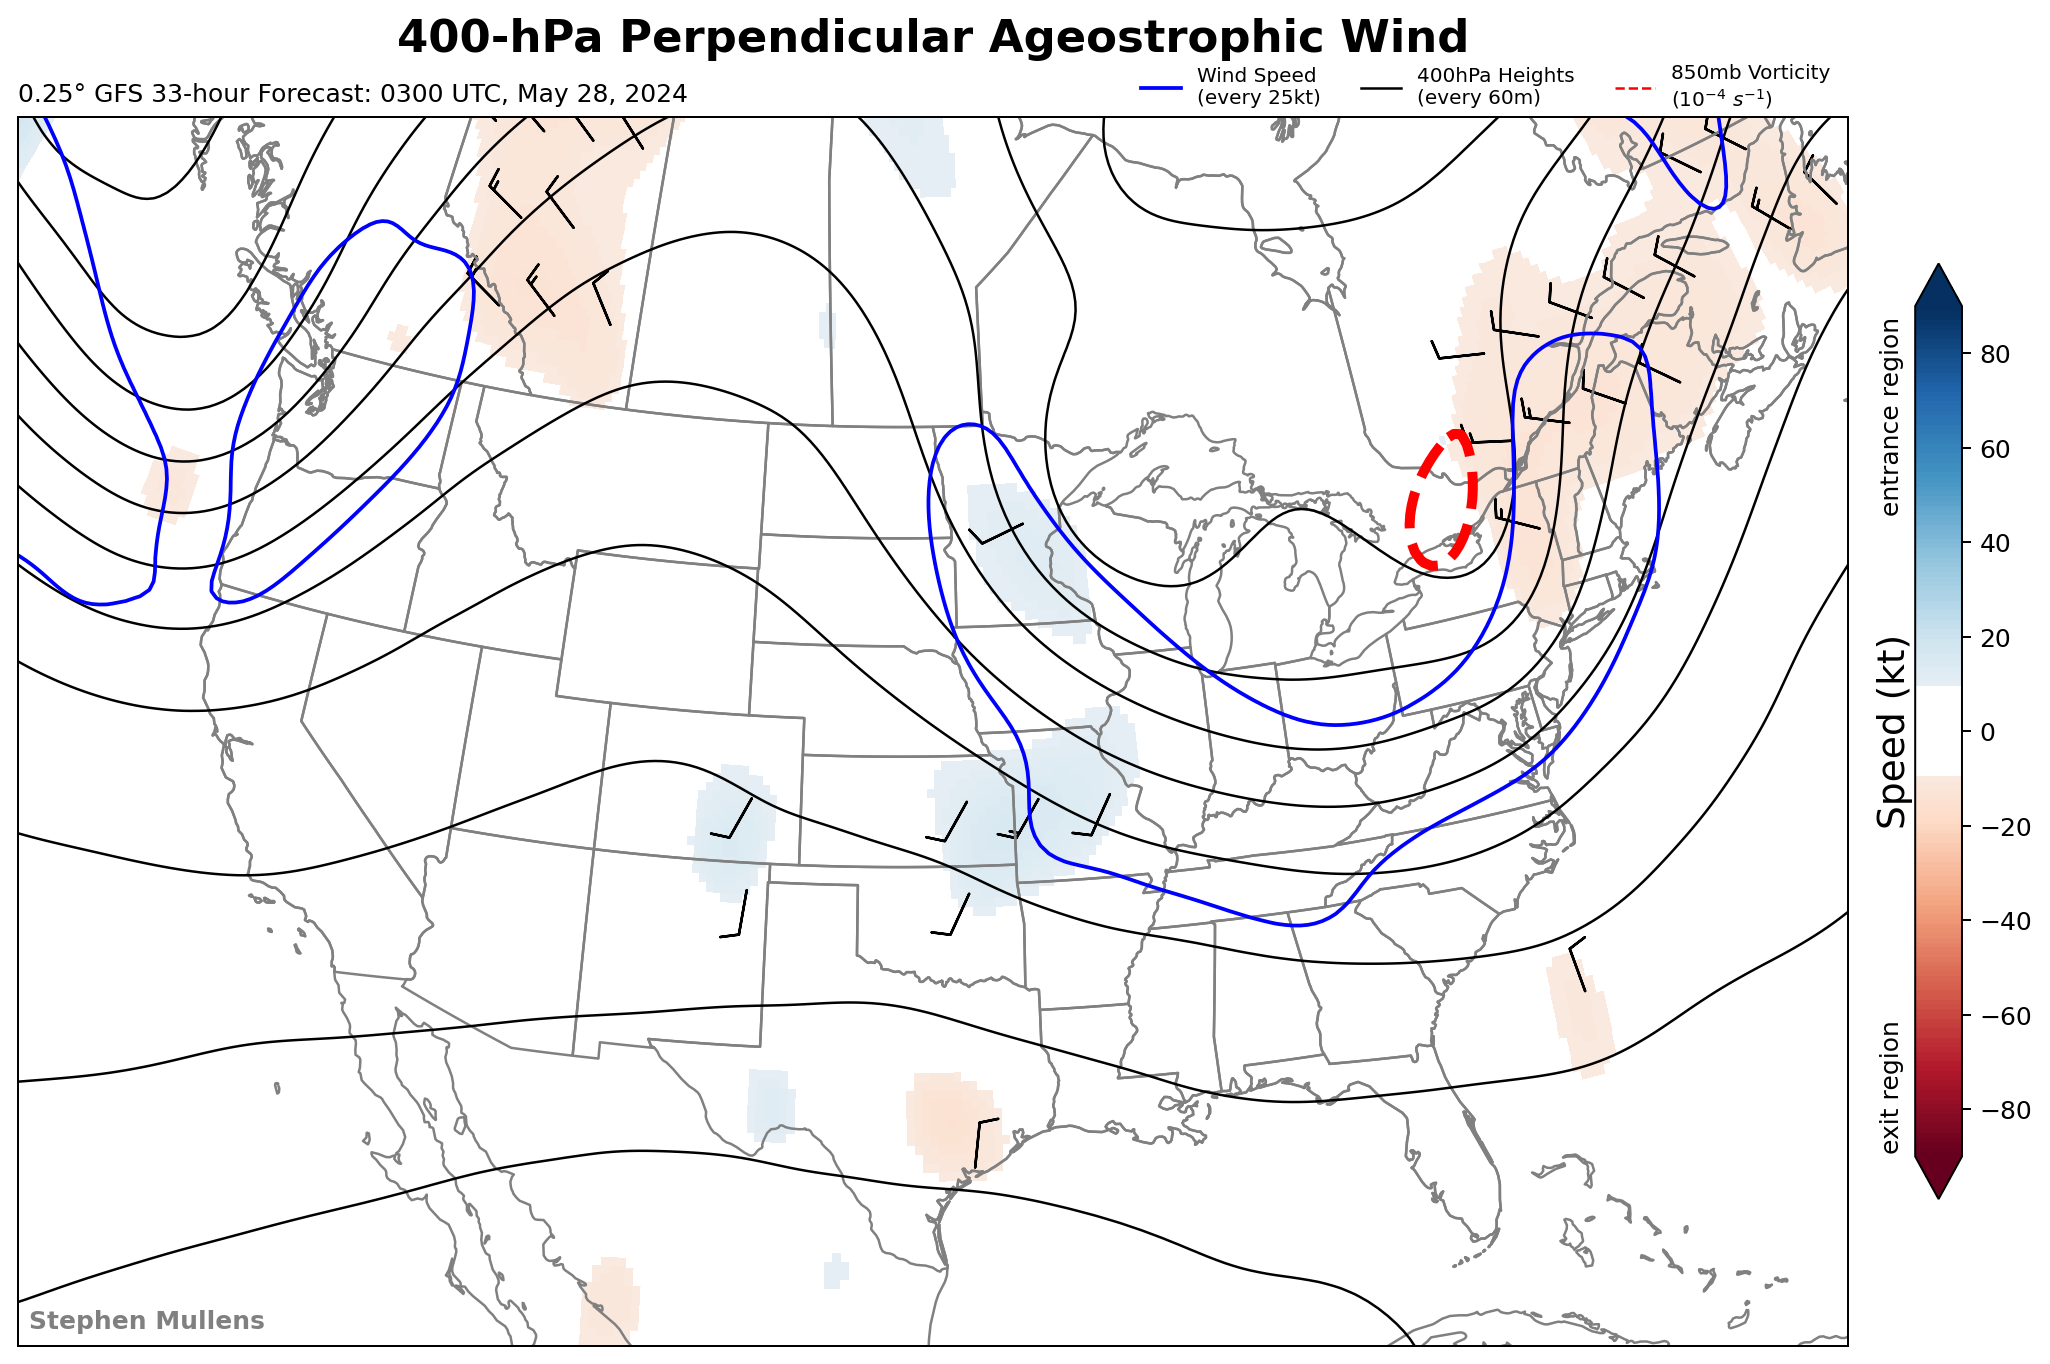 400-hPa Perpendicular Ageostrophic Wind
0.25° GFS 33-hour Forecast: 0300 UTC, May 28, 2024
Wind Speed
(every 25kt)
400hPa Heights
(every 60m)
850mb Vorticity
(10⁻⁴ s⁻¹)
entrance region
Speed (kt)
exit region
80
60
40
20
0
−20
−40
−60
−80
Stephen Mullens